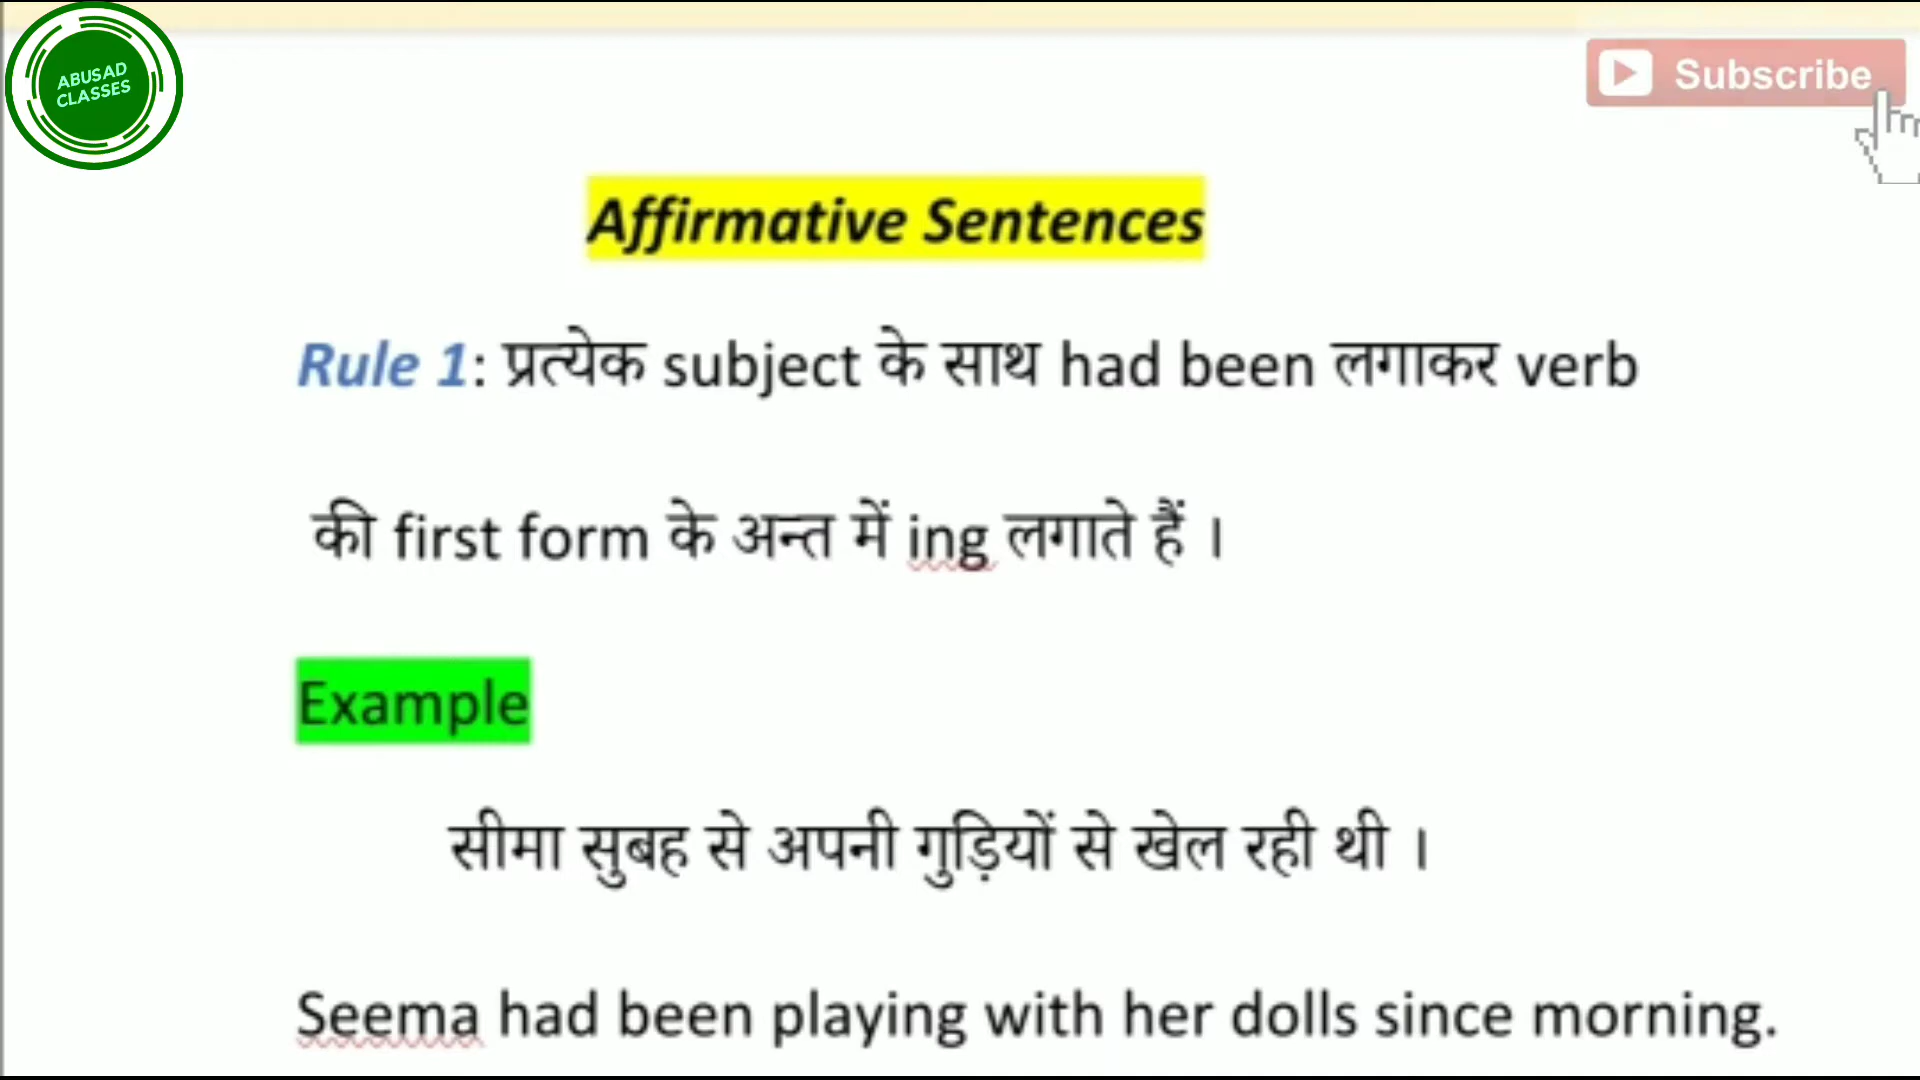 ABUSAD
CLASSES
Subscribe
Affirmative Sentences
Rule 1: प्रत्येक subject के साथ had been लगाकर verb
की first form के अन्त में ing लगाते हैं ।
Example
सीमा सुबह से अपनी गुड़ियों से खेल रही थी ।
Seema had been playing with her dolls since morning.